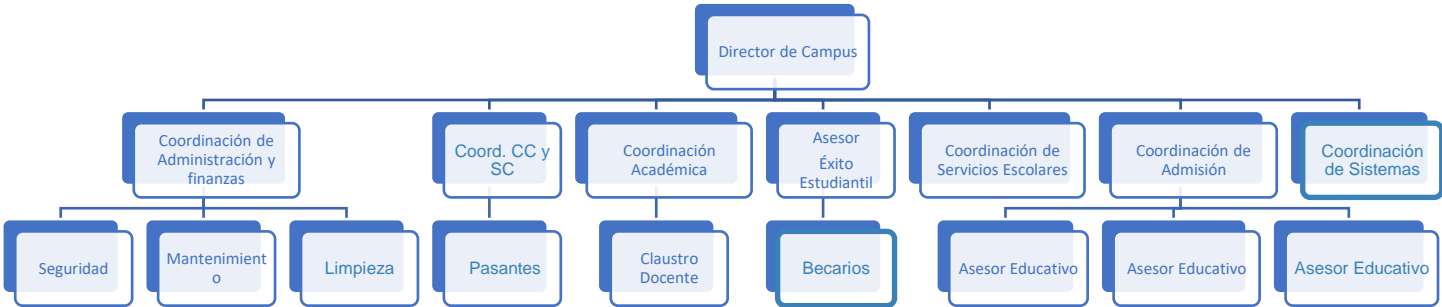 Director de Campus
Coordinación de
Administración y
finanzas
Coord. CC y
SC
Coordinación
Académica
Asesor
Éxito
Estudiantil
Coordinación de
Servicios Escolares
Coordinación de
Admisión
Coordinación
de Sistemas
Seguridad
Mantenimient
o
Limpieza
Pasantes
Claustro
Docente
Becarios
Asesor Educativo
Asesor Educativo
Asesor Educativo